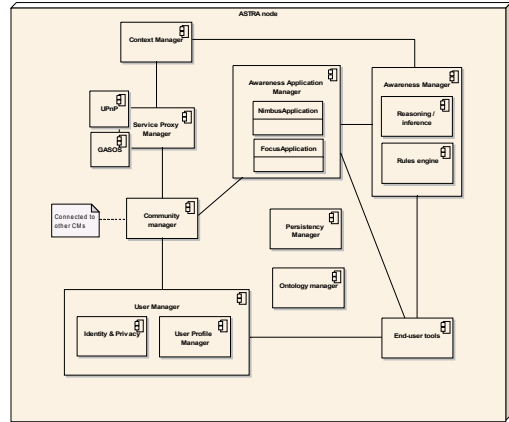 ASTRA node
Context Manager
Awareness Application
Manager
NimbusApplication
FocusApplication
Awareness Manager
Reasoning /
inference
Rules engine
UPnP
Service Proxy
Manager
GASOS
Connected to
other CMs
Community
manager
Persistency
Manager
Ontology manager
User Manager
Identity & Privacy
User Profile
Manager
End-user tools